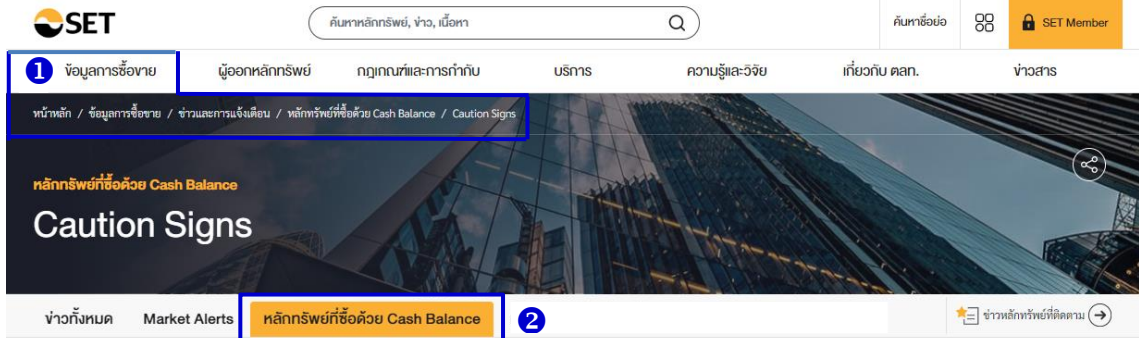 SET
ค้นหาหลักทรัพย์, ข่าว, เนื้อหา
ค้นหาชื่อย่อ
SET Member
1 ข้อมูลการซื้อขาย ผู้ออกหลักทรัพย์ กฎเกณฑ์และการกำกับ บริการ ความรู้และวิจัย เกี่ยวกับ ตลท. ข่าวสาร
หน้าหลัก / ข้อมูลการซื้อขาย / ข่าวและการแจ้งเตือน / หลักทรัพย์ที่ซื้อด้วย Cash Balance / Caution Signs
หลักทรัพย์ที่ซื้อด้วย Cash Balance
Caution Signs
ข่าวทั้งหมด Market Alerts หลักทรัพย์ที่ซื้อด้วย Cash Balance 2 ข่าวหลักทรัพย์ที่ติดตาม